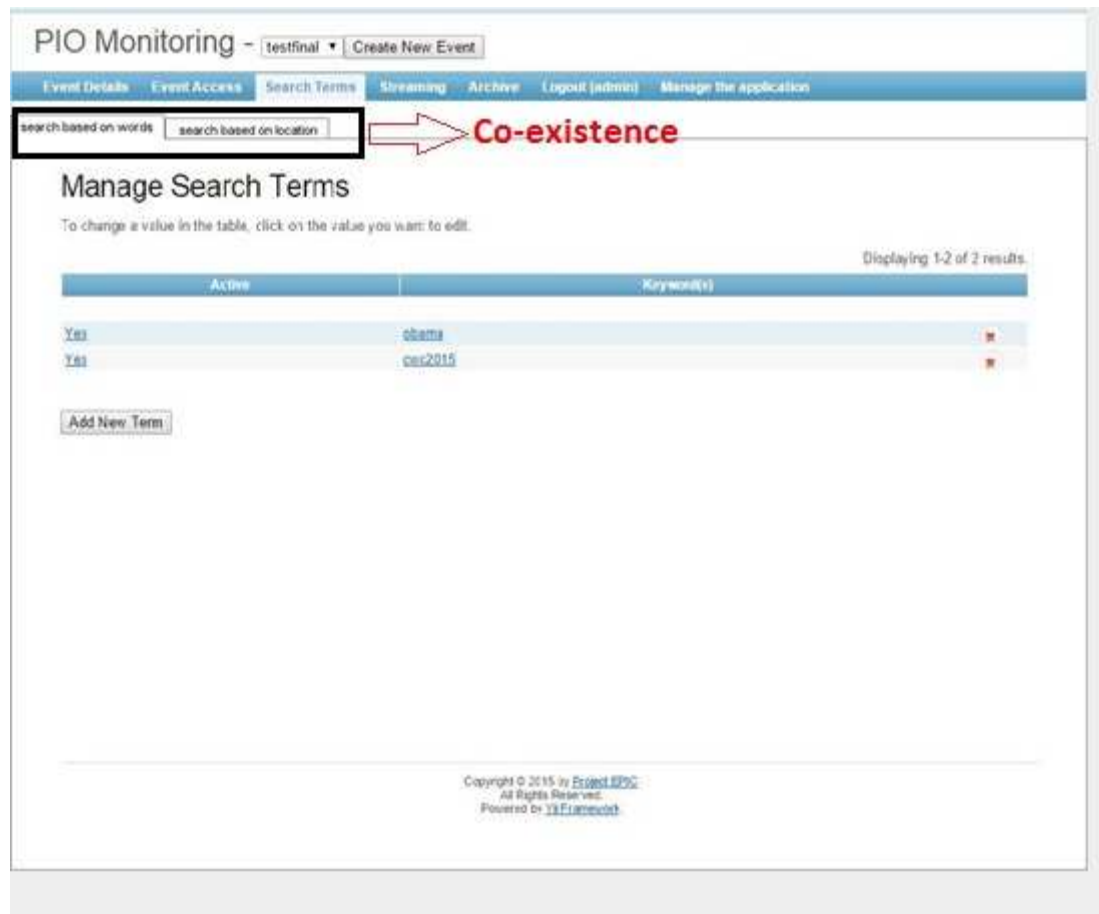 PIO Monitoring - testfinal Create New Event
Event Details Event Access Search Terms Streaming Archive Logout (admin) Manage the application
search based on words search based on location Co-existence
Manage Search Terms
To change a value in the table, click on the value you want to edit.
Displaying 1-2 of 2 results.
Active Keyword(s)
Yes obama
Yes
Add New Term
Copyright © 2015 by Project EPIC
All Rights Reserved.
Powered by Yii Framework.